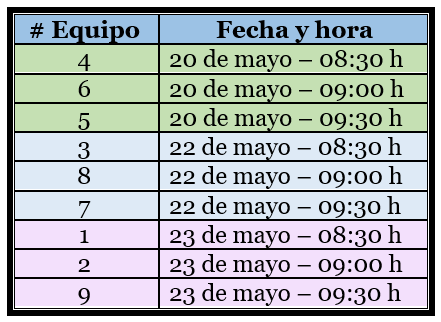 # Equipo Fecha y hora
4 20 de mayo – 08:30 h
6 20 de mayo – 09:00 h
5 20 de mayo – 09:30 h
3 22 de mayo – 08:30 h
8 22 de mayo – 09:00 h
7 22 de mayo – 09:30 h
1 23 de mayo – 08:30 h
2 23 de mayo – 09:00 h
9 23 de mayo – 09:30 h